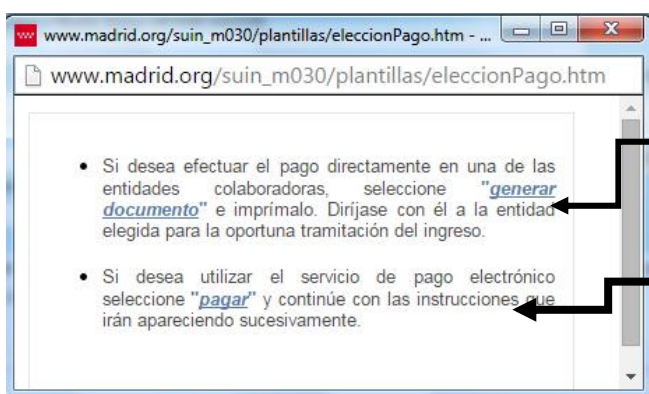 www.madrid.org/suin_m030/plantillas/eleccionPago.htm - ...
www.madrid.org/suin_m030/plantillas/eleccionPago.htm
• Si desea efectuar el pago directamente en una de las
entidades colaboradoras, seleccione "generar
documento" e imprímalo. Diríjase con él a la entidad
elegida para la oportuna tramitación del ingreso.
• Si desea utilizar el servicio de pago electrónico
seleccione "pagar" y continúe con las instrucciones que
irán apareciendo sucesivamente.